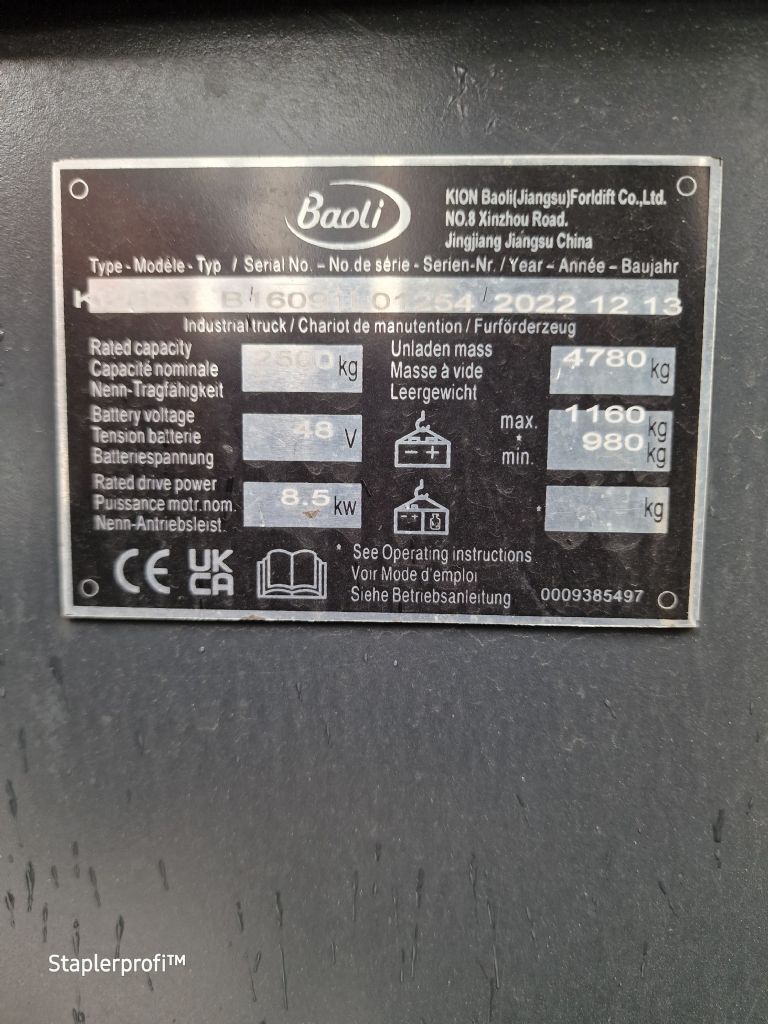 Baoli
KION Baoli(Jiangsu)Forldift Co.,Ltd.
NO.8 Xinzhou Road.
Jingjiang Jiangsu China
Type - Modèle - Typ / Serial No. – No.de série - Serien-Nr. / Year – Année – Baujahr
/ 2022 12 13
Industrial truck / Chariot de manutention / Furförderzeug
Rated capacity
Capacité nominale
Nenn-Tragfähigkeit
2500 kg
Unladen mass
Masse à vide
Leergewicht
4780 kg
Battery voltage
Tension batterie
Batteriespannung
48 V
max. 1160 kg
*
min. 980 kg
Rated drive power
Puissance motr.nom.
Nenn-Antriebsleist.
8.5 kw
* kg
CE UK CA
* See Operating instructions
Voir Mode d'emploi
Siehe Betriebsanleitung
0009385497
Staplerprofi™